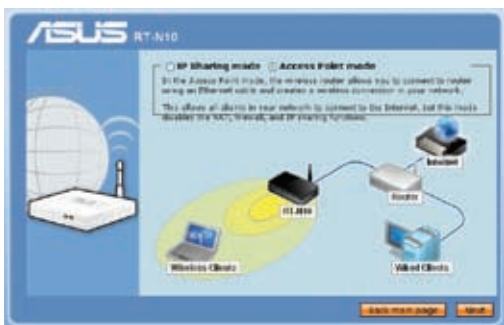 ASUS RT-N10
IP Sharing mode Access Point mode
In the Access Point mode, the wireless router allows you to connect to router
using an Ethernet cable and creates a wireless connection in your network.
This allows all clients in your network to connect to the Internet, but this mode
disables the NAT, firewall, and IP sharing functions.
Internet
RT-N10
Router
Wireless Clients
Wired Clients
Back main page Next